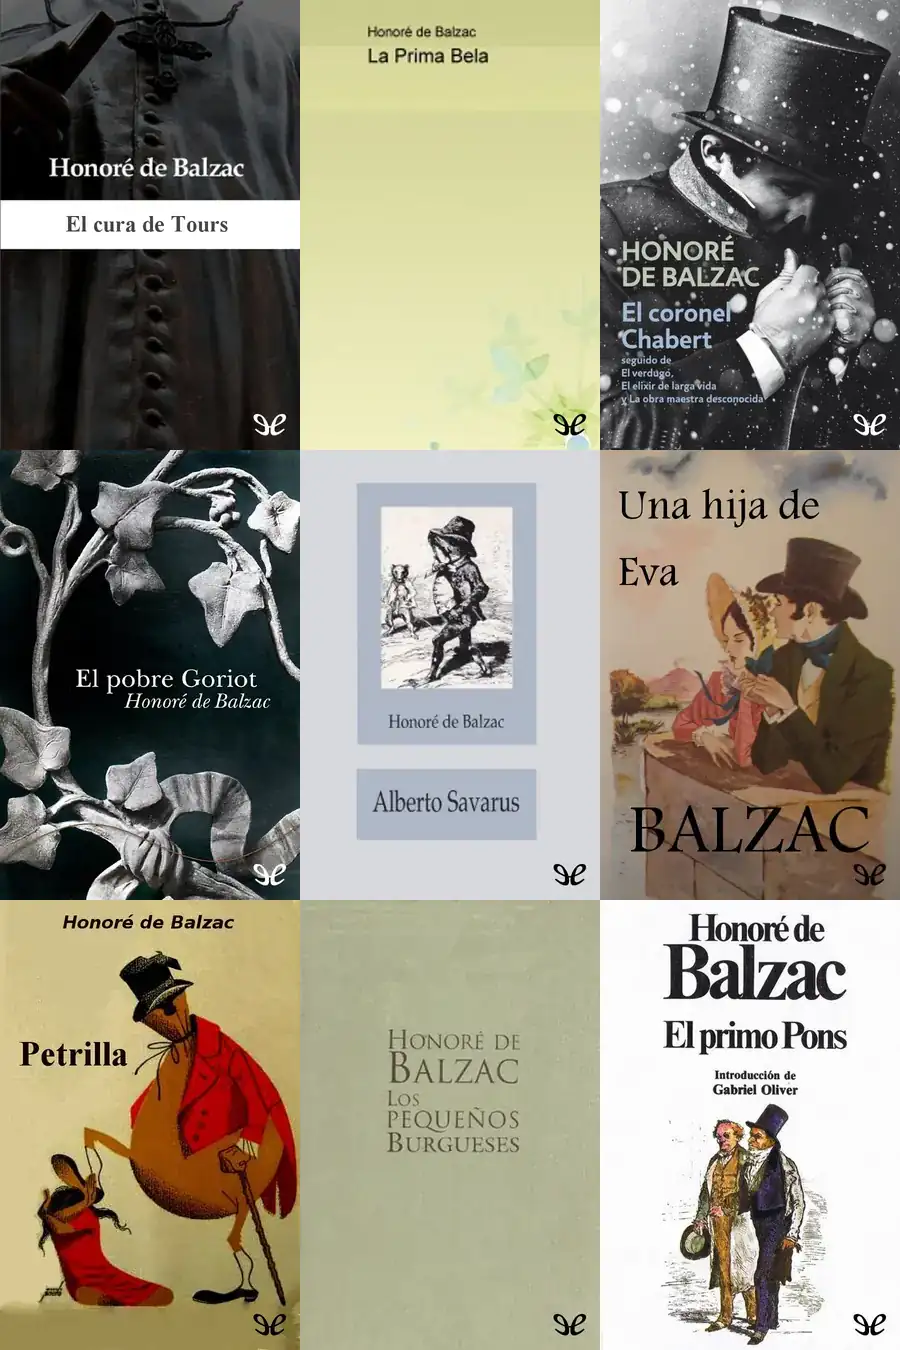 Honoré de Balzac
El cura de Tours
Honoré de Balzac
La Prima Bela
HONORÉ
DE BALZAC
El coronel
Chabert
seguido de
El verdugo,
El elixir de larga vida
y La obra maestra desconocida
El pobre Goriot
Honoré de Balzac
Honoré de Balzac
Alberto Savarus
Una hija de
Eva
BALZAC
Honoré de Balzac
Petrilla
HONORÉ DE
BALZAC
LOS
PEQUEÑOS
BURGUESES
Honoré de
Balzac
El primo Pons
Introducción de
Gabriel Oliver